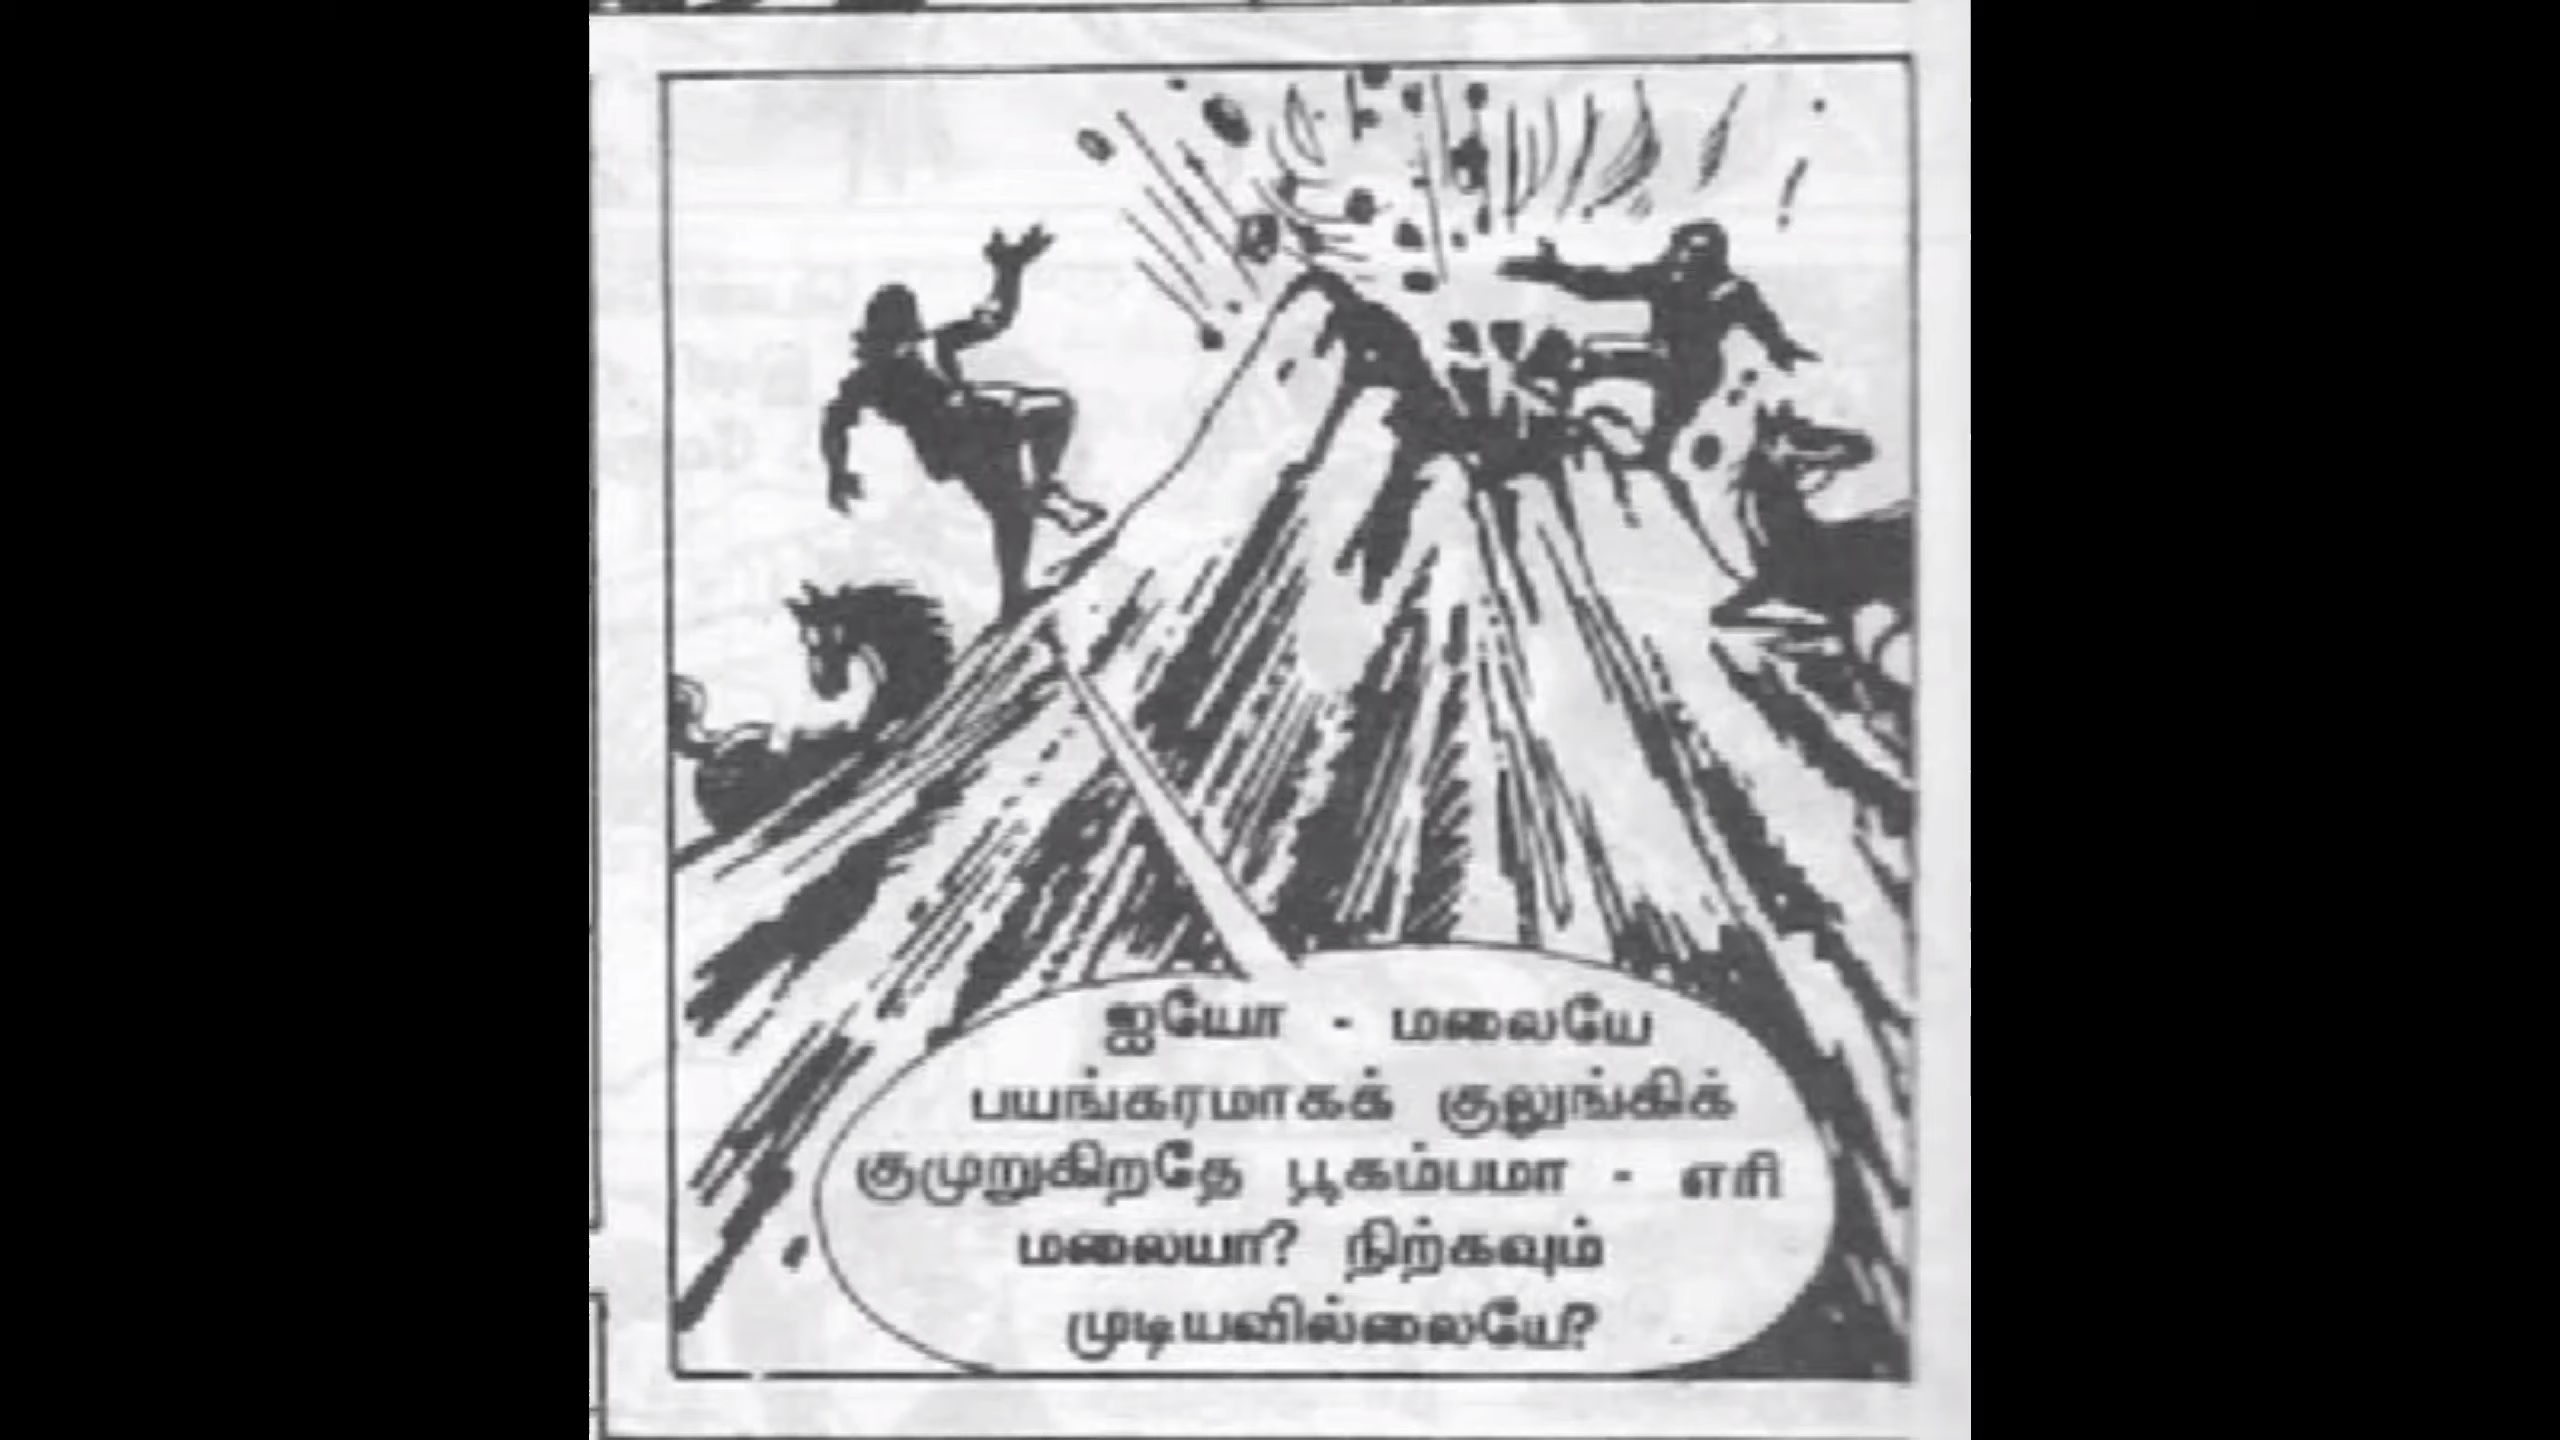 ஐயோ - மலையே
பயங்கரமாகக் குலுங்கிக்
குமுறுகிறதே பூகம்பமா - எரி
மலையா? நிற்கவும்
முடியவில்லையே?